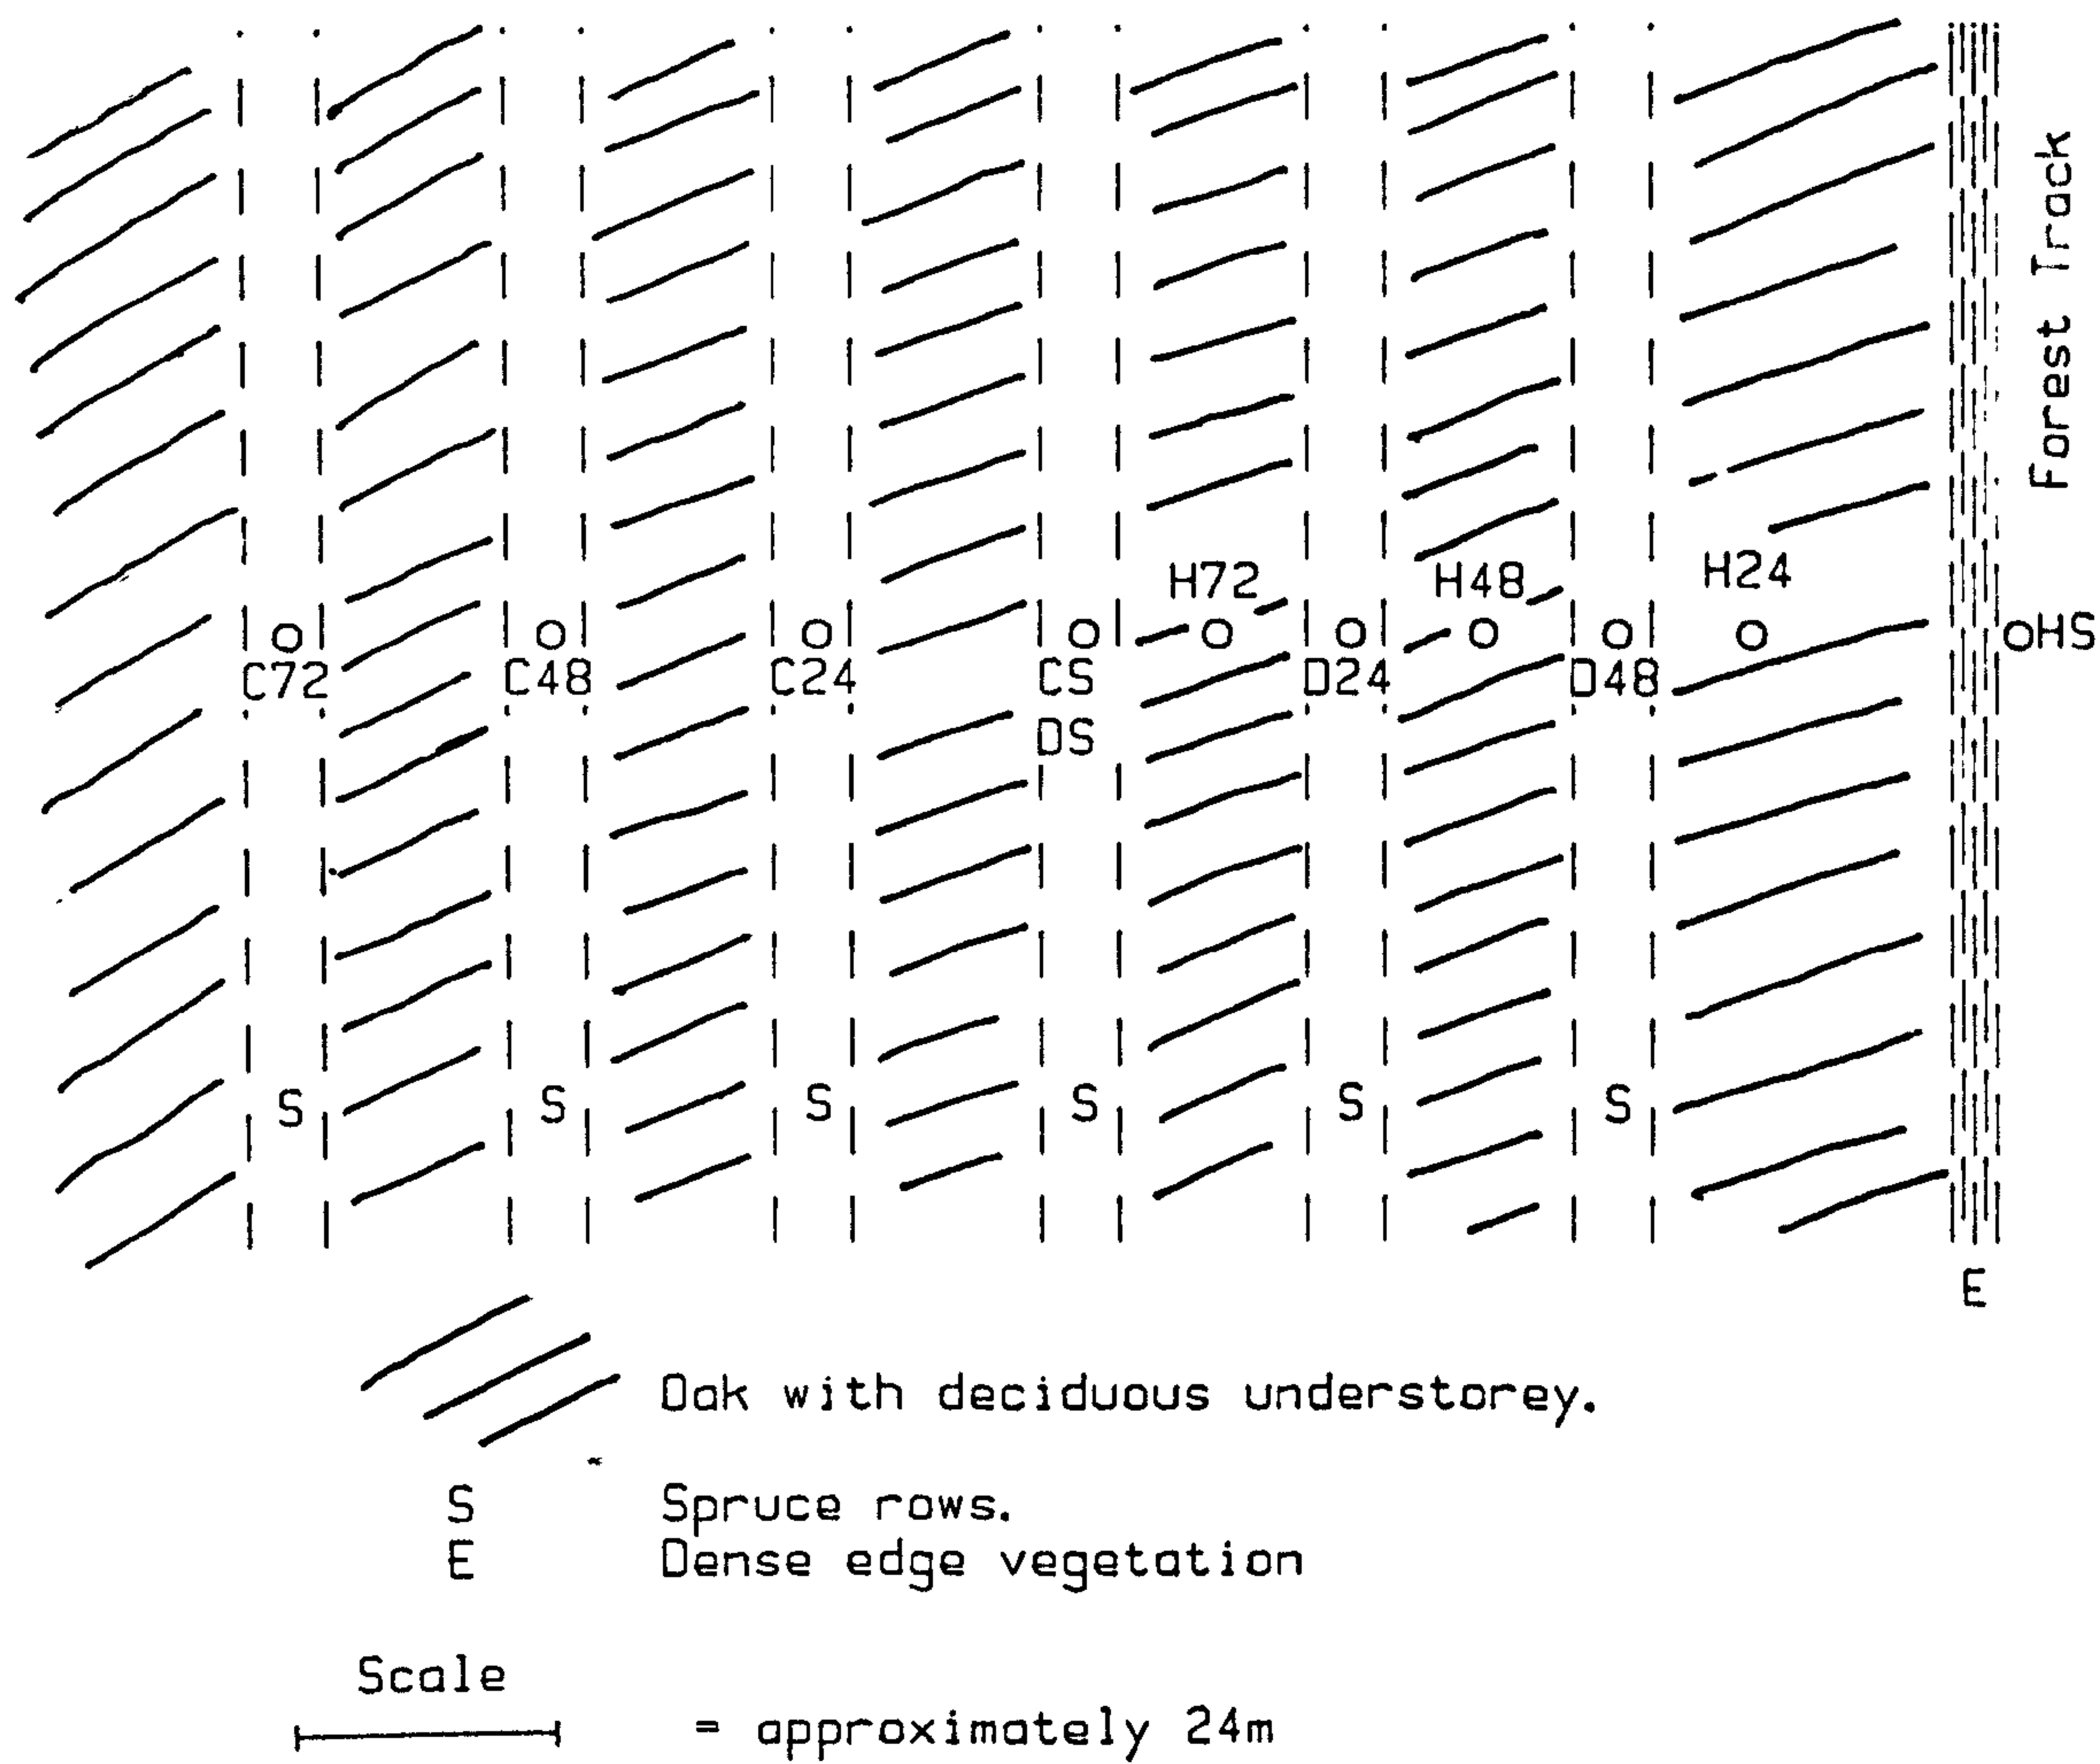 Forest Track
H72 H48 H24
o o o o o o o o oHS
C72 C48 C24 CS D24 D48
DS
S S S S S S
E
Oak with deciduous understorey.
S Spruce rows.
E Dense edge vegetation
Scale
= approximately 24m